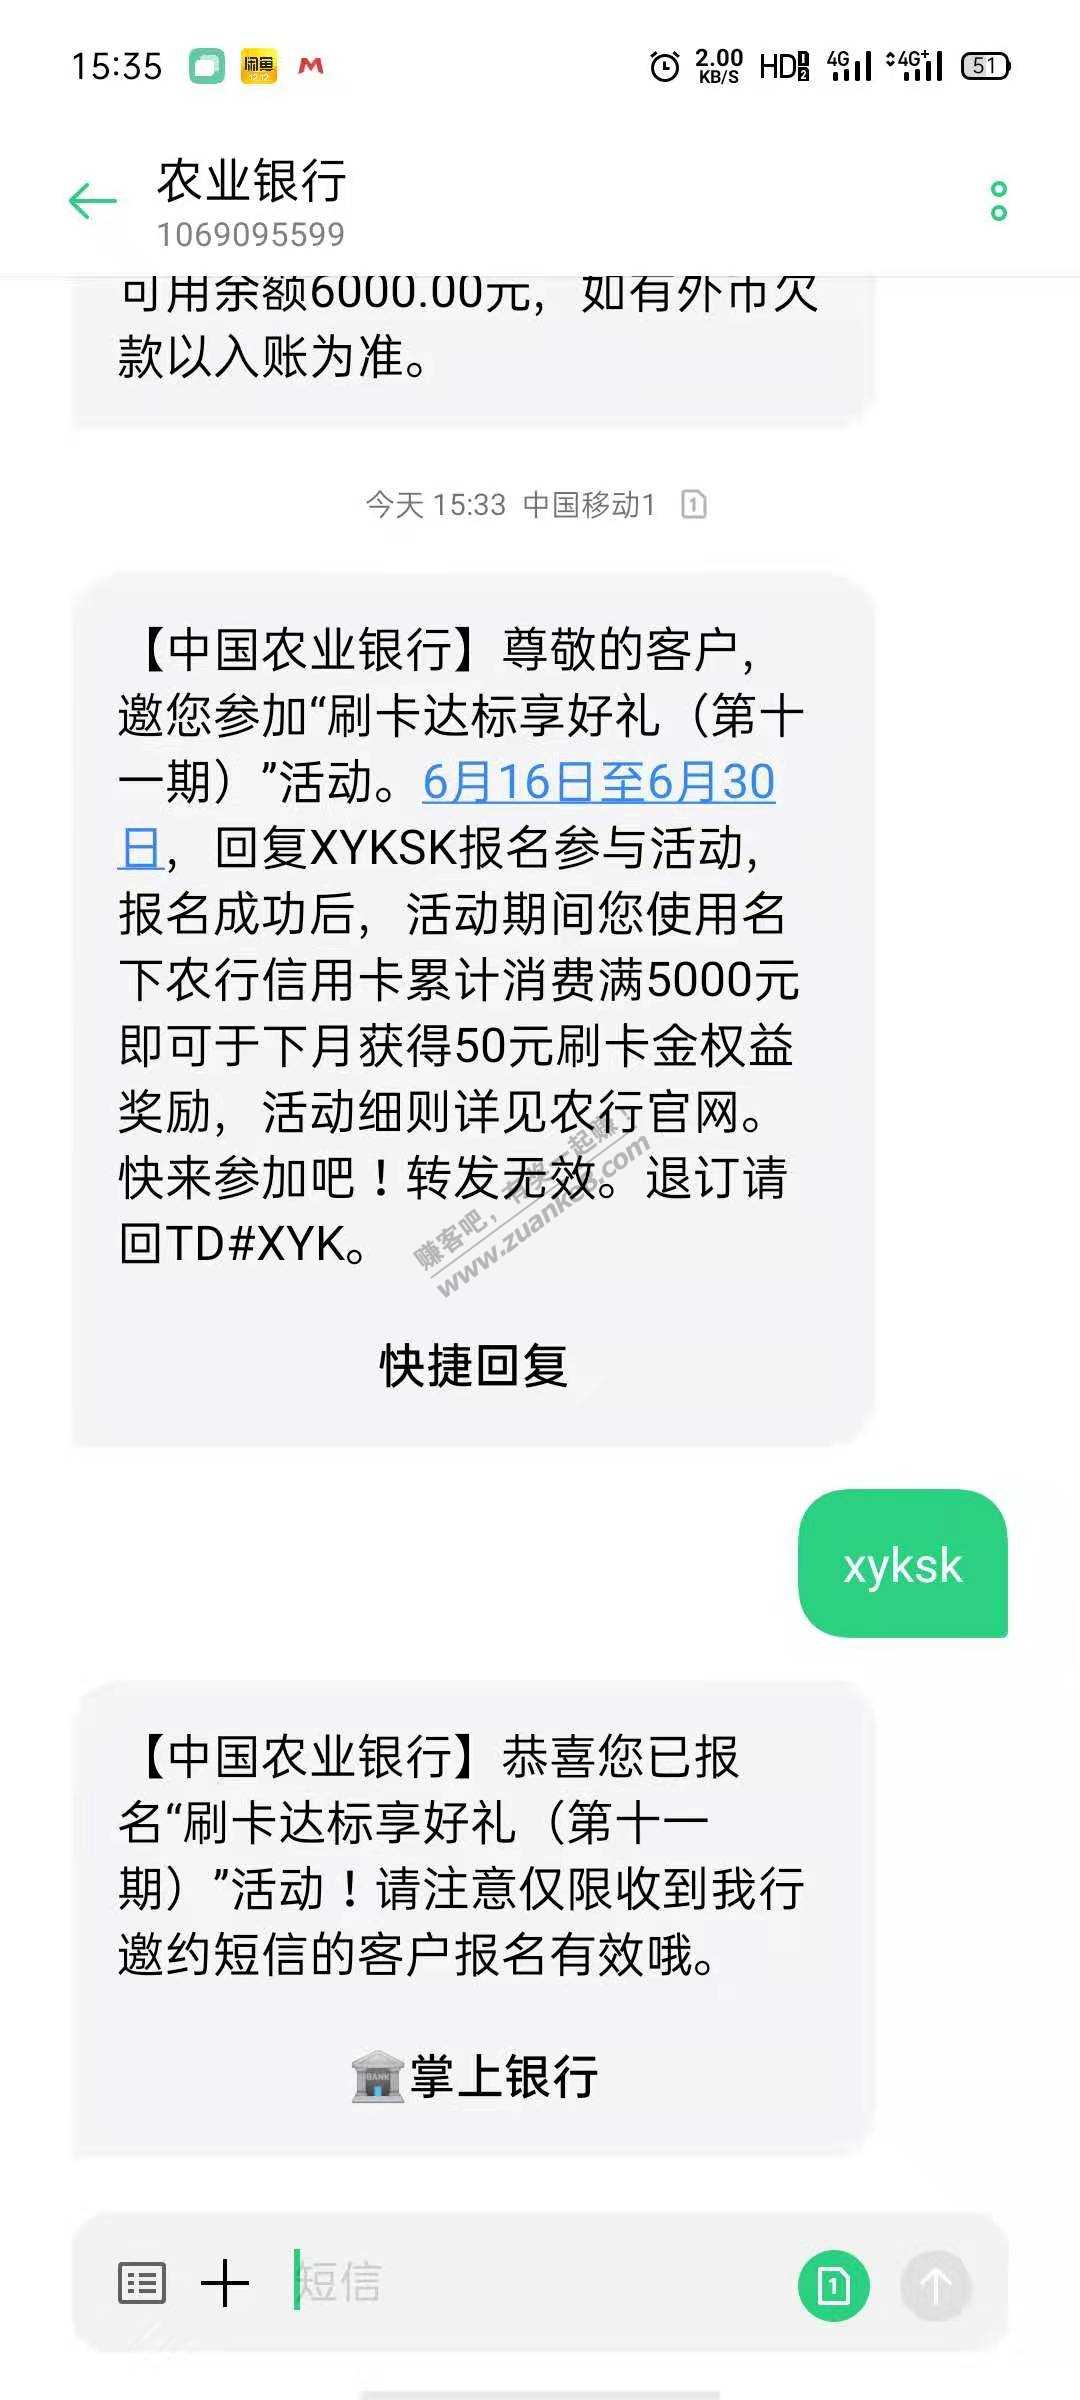 15:35
闲鱼
12.12
2.00
KB/S
HD
1
2
4G
4G+
51
农业银行
1069095599
可用余额6000.00元，如有外币欠
款以入账为准。
今天 15:33 中国移动1
1
【中国农业银行】尊敬的客户，
邀您参加“刷卡达标享好礼（第十
一期）”活动。6月16日至6月30
日，回复XYKSK报名参与活动，
报名成功后，活动期间您使用名
下农行信用卡累计消费满5000元
即可于下月获得50元刷卡金权益
奖励，活动细则详见农行官网。
快来参加吧！转发无效。退订请
回TD#XYK。
赚客吧，有奖一起赚！
www.zuanke8.com
快捷回复
xyksk
【中国农业银行】恭喜您已报
名“刷卡达标享好礼（第十一
期）”活动！请注意仅限收到我行
邀约短信的客户报名有效哦。
BANK
掌上银行
短信
1